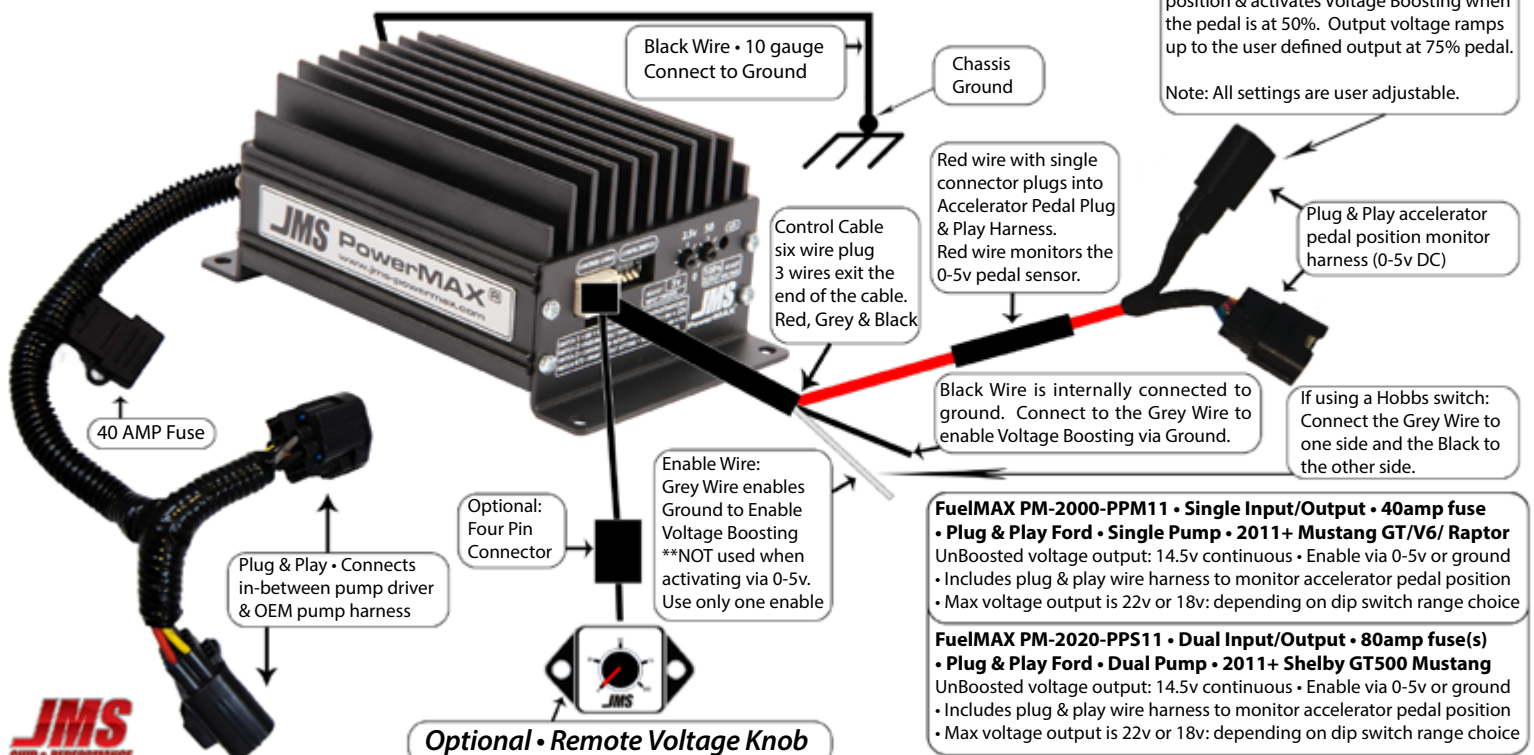 position & activates Voltage Boosting when
the pedal is at 50%. Output voltage ramps
up to the user defined output at 75% pedal.
Note: All settings are user adjustable.
Black Wire • 10 gauge
Connect to Ground
Chassis
Ground
Red wire with single
connector plugs into
Accelerator Pedal Plug
& Play Harness.
Red wire monitors the
0-5v pedal sensor.
Plug & Play accelerator
pedal position monitor
harness (0-5v DC)
Control Cable
six wire plug
3 wires exit the
end of the cable.
Red, Grey & Black
JMS PowerMAX®
www.jms-powermax.com
2.5v 50
JMS
PowerMAX
40 AMP Fuse
Black Wire is internally connected to
ground. Connect to the Grey Wire to
enable Voltage Boosting via Ground.
If using a Hobbs switch:
Connect the Grey Wire to
one side and the Black to
the other side.
Enable Wire:
Grey Wire enables
Ground to Enable
Voltage Boosting
**NOT used when
activating via 0-5v.
Use only one enable
Optional:
Four Pin
Connector
Plug & Play • Connects
in-between pump driver
& OEM pump harness
FuelMAX PM-2000-PPM11 • Single Input/Output • 40amp fuse
• Plug & Play Ford • Single Pump • 2011+ Mustang GT/V6/ Raptor
UnBoosted voltage output: 14.5v continuous • Enable via 0-5v or ground
• Includes plug & play wire harness to monitor accelerator pedal position
• Max voltage output is 22v or 18v: depending on dip switch range choice
FuelMAX PM-2020-PPS11 • Dual Input/Output • 80amp fuse(s)
• Plug & Play Ford • Dual Pump • 2011+ Shelby GT500 Mustang
UnBoosted voltage output: 14.5v continuous • Enable via 0-5v or ground
• Includes plug & play wire harness to monitor accelerator pedal position
• Max voltage output is 22v or 18v: depending on dip switch range choice
JMS
JMS
Optional • Remote Voltage Knob